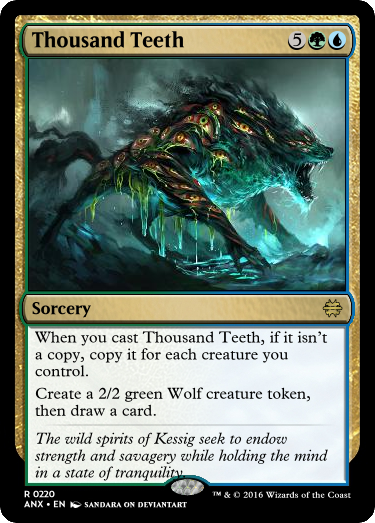 Thousand Teeth 5
Sorcery
When you cast Thousand Teeth, if it isn't
a copy, copy it for each creature you
control.
Create a 2/2 green Wolf creature token,
then draw a card.
The wild spirits of Kessig seek to endow
strength and savagery while holding the mind
in a state of tranquility.
R 0220
ANX • EN SANDARA ON DEVIANTART
™ & © 2016 Wizards of the Coast